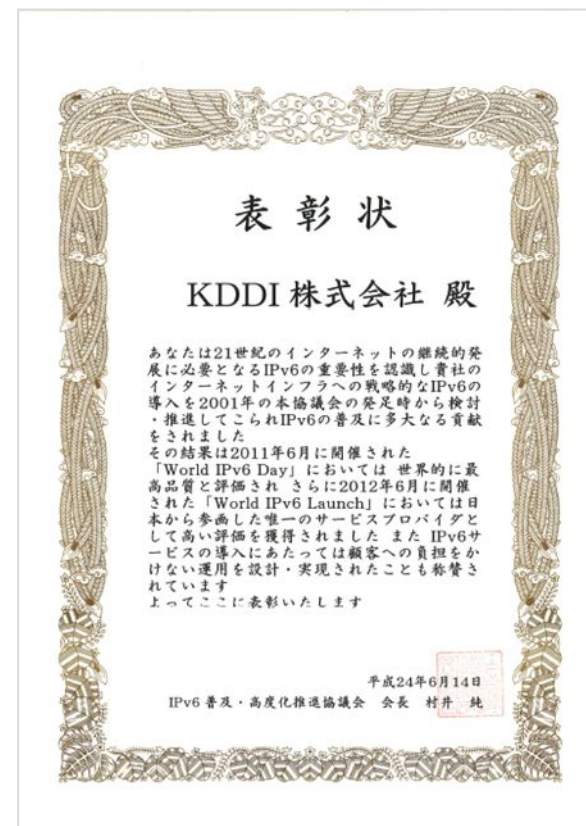 表彰状
KDDI 株式会社 殿
あなたは21世紀のインターネットの継続的発
展に必要となるIPv6の重要性を認識し貴社の
インターネットインフラへの戦略的なIPv6の
導入を2001年の本協議会の発足時から検討
・推進してこられIPv6の普及に多大なる貢献
をされました
その結果は2011年6月に開催された
「World IPv6 Day」においては 世界的に最
高品質と評価され さらに2012年6月に開催
された「World IPv6 Launch」においては日
本から参画した唯一のサービスプロバイダと
して高い評価を獲得されました また IPv6サ
ービスの導入にあたっては顧客への負担をか
けない運用を設計・実現されたことも称賛さ
れています
よってここに表彰いたします
平成24年6月14日
IPv6 普及・高度化推進協議会 会長 村井 純